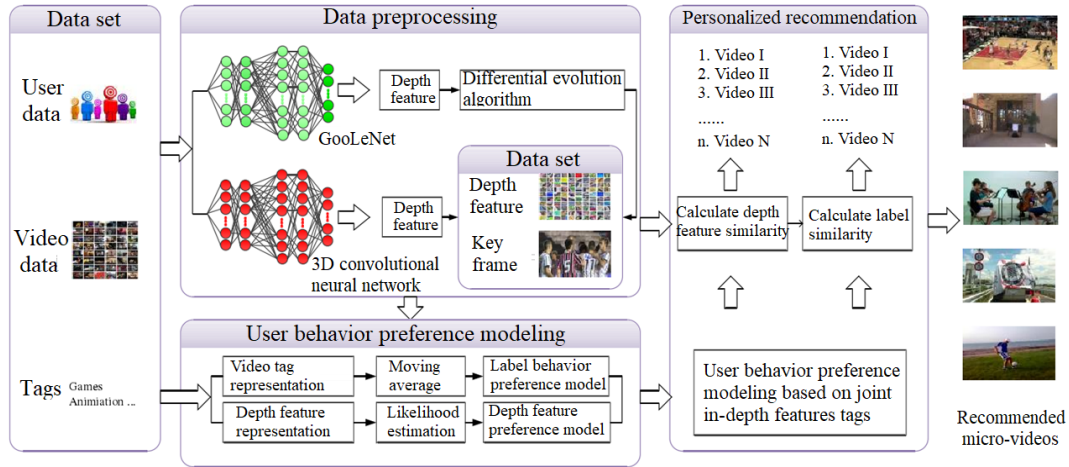 Data set
User
data
Video
data
Tags
Games
Animiation ...
Data preprocessing
GooLeNet
Depth
feature
Differential evolution
algorithm
3D convolutional
neural network
Depth
feature
Data set
Depth
feature
Key
frame
User behavior preference modeling
Video tag
representation
Moving
average
Label behavior
preference model
Depth feature
representation
Likelihood
estimation
Depth feature
preference model
Personalized recommendation
1. Video I
2. Video II
3. Video III
......
n. Video N
1. Video I
2. Video II
3. Video III
......
n. Video N
Calculate depth
feature similarity
Calculate label
similarity
User behavior preference
modeling based on joint
in-depth features tags
Recommended
micro-videos